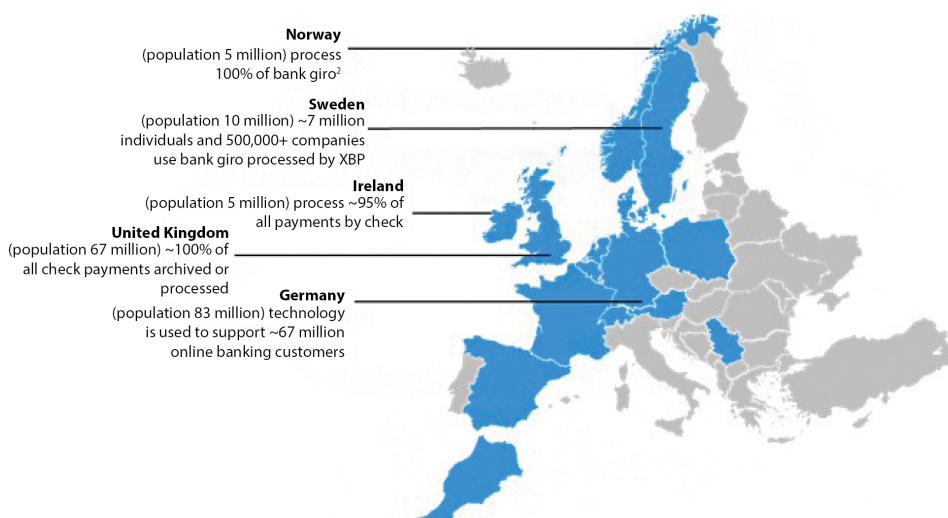 Norway
(population 5 million) process
100% of bank giro²
Sweden
(population 10 million) ~7 million
individuals and 500,000+ companies
use bank giro processed by XBP
Ireland
(population 5 million) process ~95% of
all payments by check
United Kingdom
(population 67 million) ~100% of
all check payments archived or
processed
Germany
(population 83 million) technology
is used to support ~67 million
online banking customers